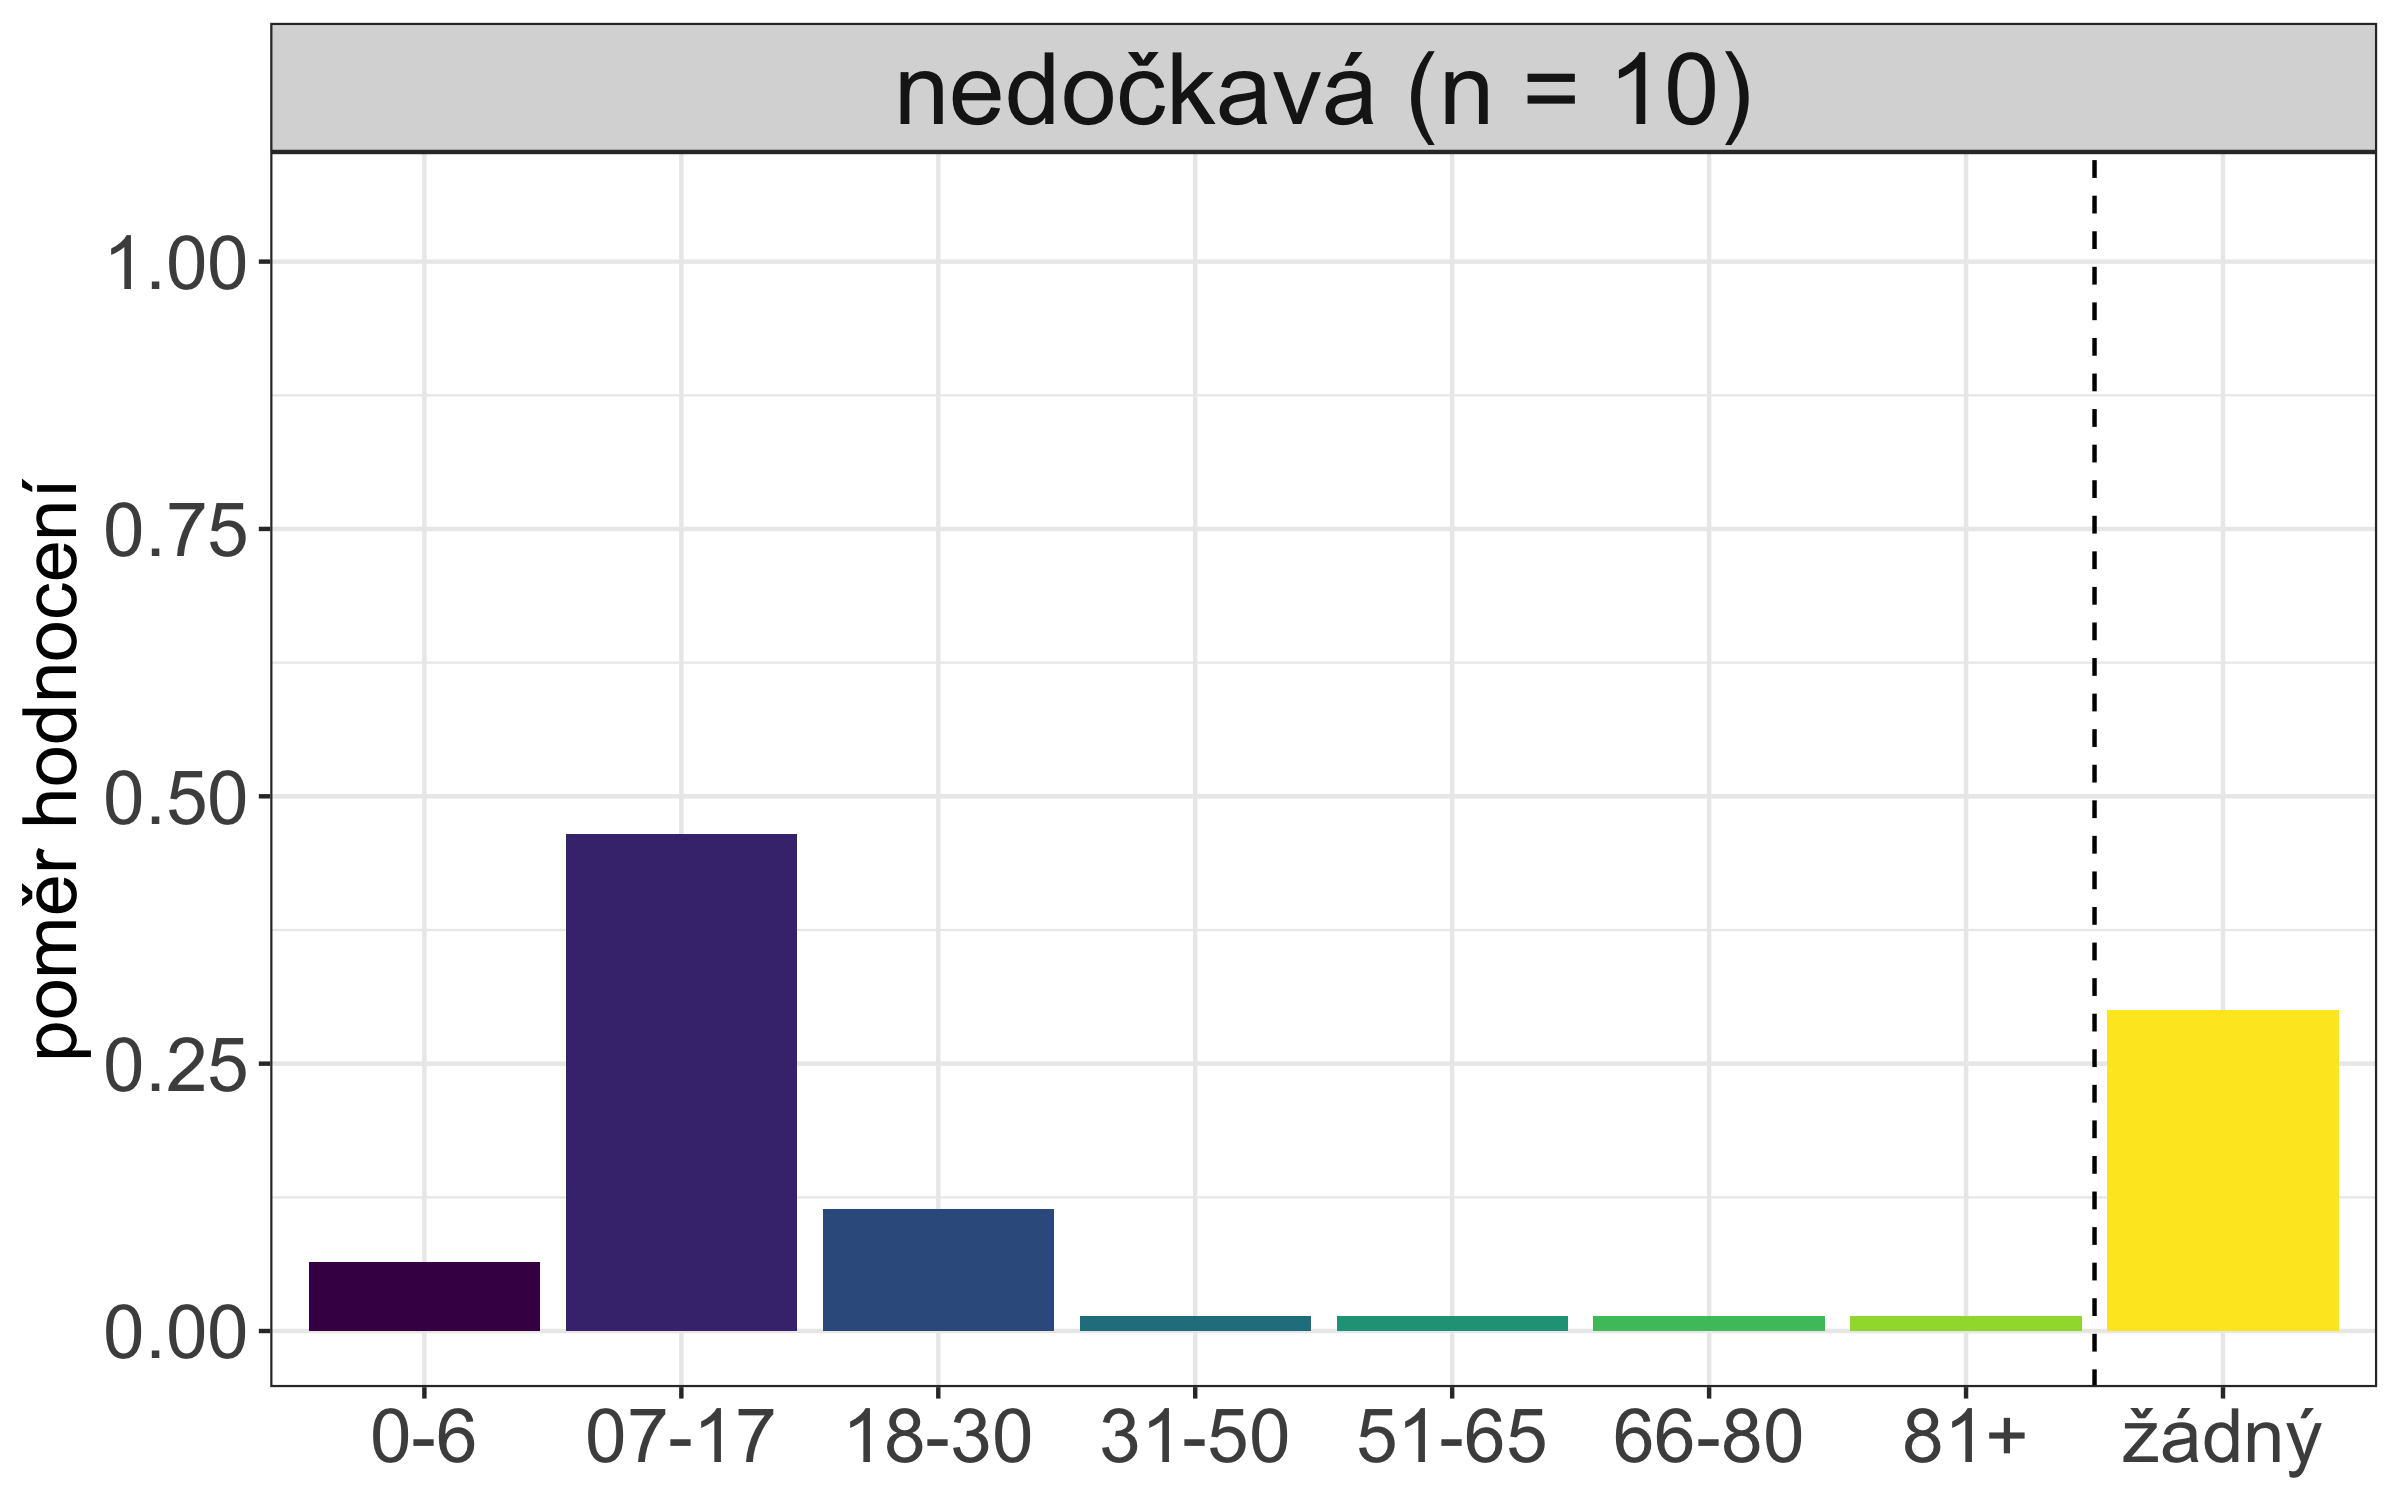 nedočkavá (n = 10)
poměr hodnocení
1.00
0.75
0.50
0.25
0.00
0-6 07-17 18-30 31-50 51-65 66-80 81+ žádný